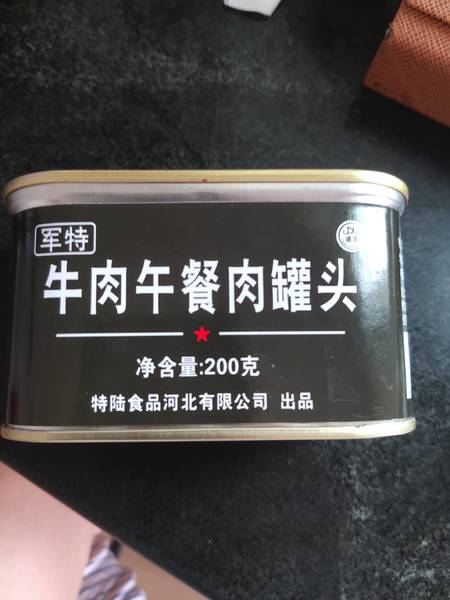 军特
牛肉午餐肉罐头
净含量:200克
特陆食品河北有限公司 出品